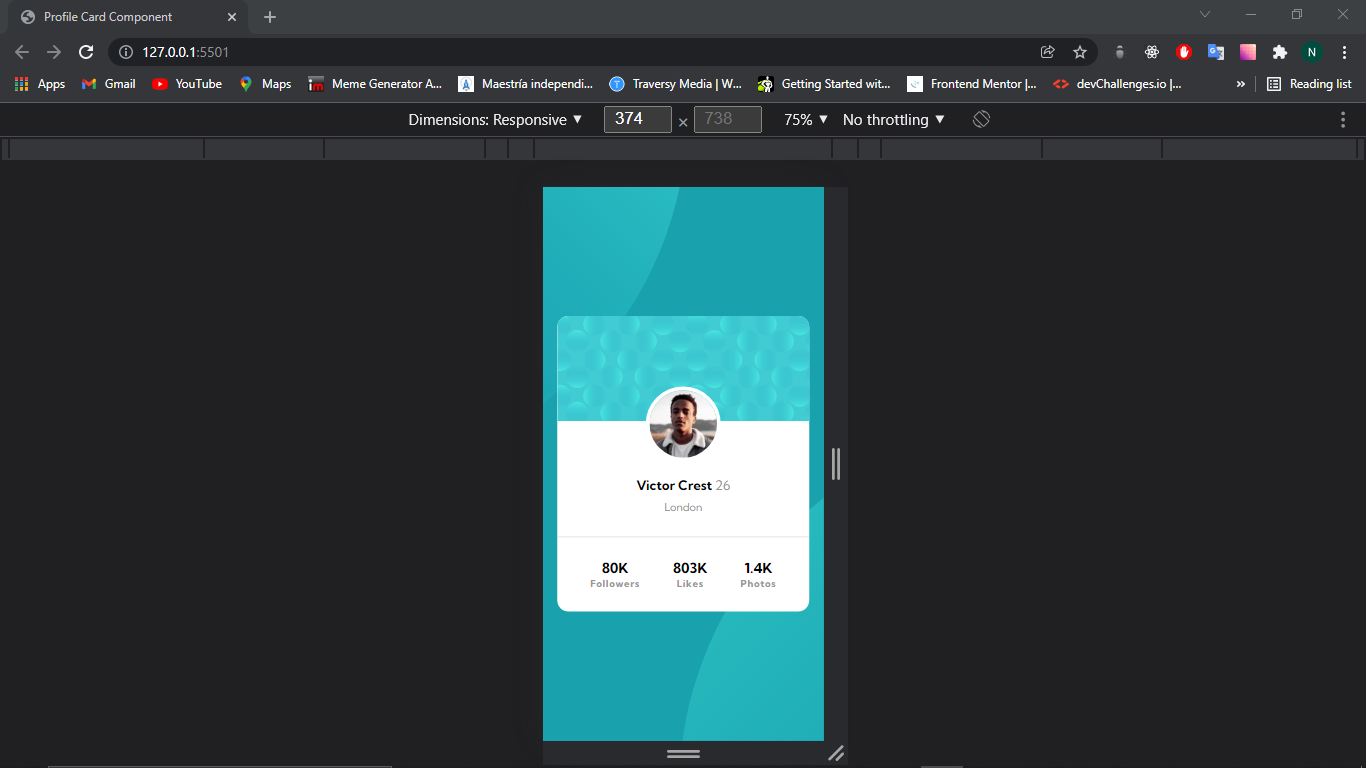 Profile Card Component
127.0.0.1:5501
N
Apps Gmail YouTube Maps Meme Generator A... Maestría independi... Traversy Media | W... Getting Started wit... Frontend Mentor |... devChallenges.io |... » Reading list
Dimensions: Responsive 374 × 738 75% No throttling
Victor Crest 26
London
80K 803K 1.4K
Followers Likes Photos